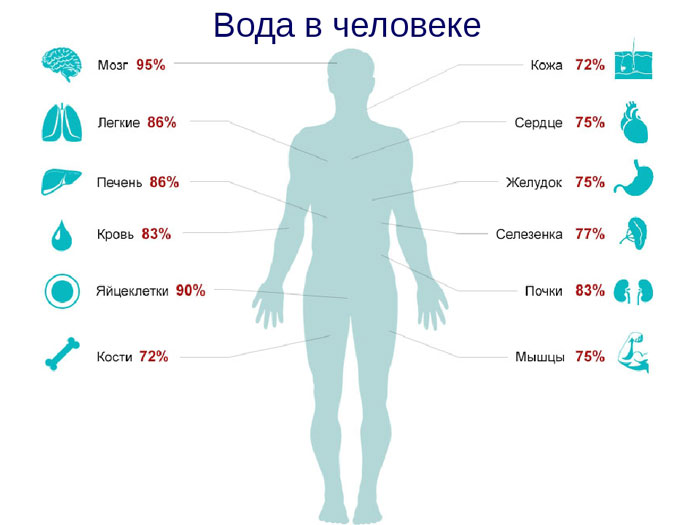 Вода в человеке
Мозг 95%
Легкие 86%
Печень 86%
Кровь 83%
Яйцеклетки 90%
Кости 72%
Кожа 72%
Сердце 75%
Желудок 75%
Селезенка 77%
Почки 83%
Мышцы 75%